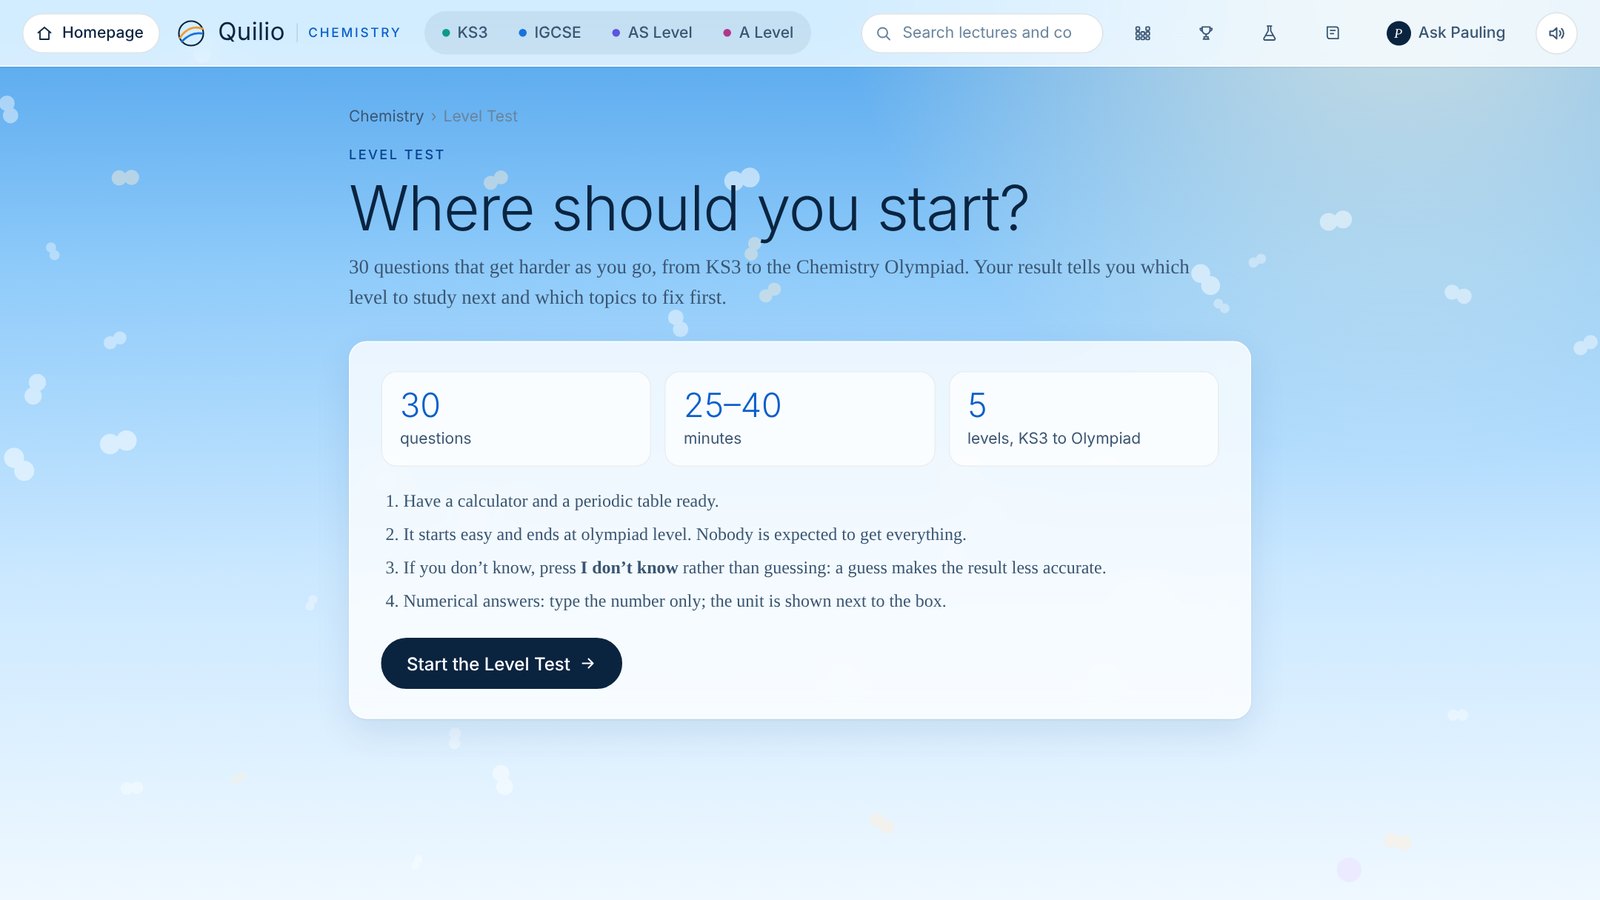 Homepage
Quilio
CHEMISTRY
KS3
IGCSE
AS Level
A Level
Search lectures and co
P
Ask Pauling
Chemistry › Level Test
LEVEL TEST
Where should you start?
30 questions that get harder as you go, from KS3 to the Chemistry Olympiad. Your result tells you which
level to study next and which topics to fix first.
30
questions
25–40
minutes
5
levels, KS3 to Olympiad
1. Have a calculator and a periodic table ready.
2. It starts easy and ends at olympiad level. Nobody is expected to get everything.
3. If you don’t know, press I don’t know rather than guessing: a guess makes the result less accurate.
4. Numerical answers: type the number only; the unit is shown next to the box.
Start the Level Test →